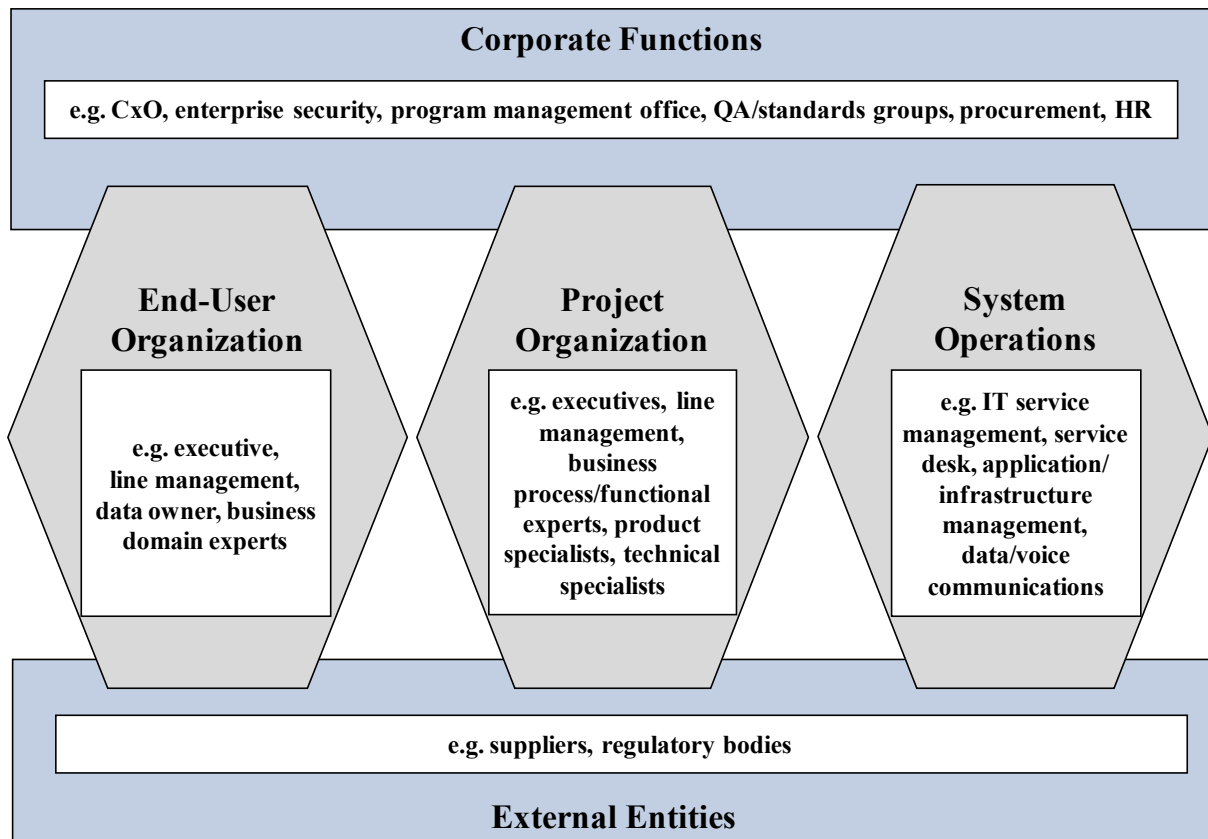 Corporate Functions
e.g. CxO, enterprise security, program management office, QA/standards groups, procurement, HR
End-User
Organization
e.g. executive,
line management,
data owner, business
domain experts
Project
Organization
e.g. executives, line
management,
business
process/functional
experts, product
specialists, technical
specialists
System
Operations
e.g. IT service
management, service
desk, application/
infrastructure
management,
data/voice
communications
e.g. suppliers, regulatory bodies
External Entities